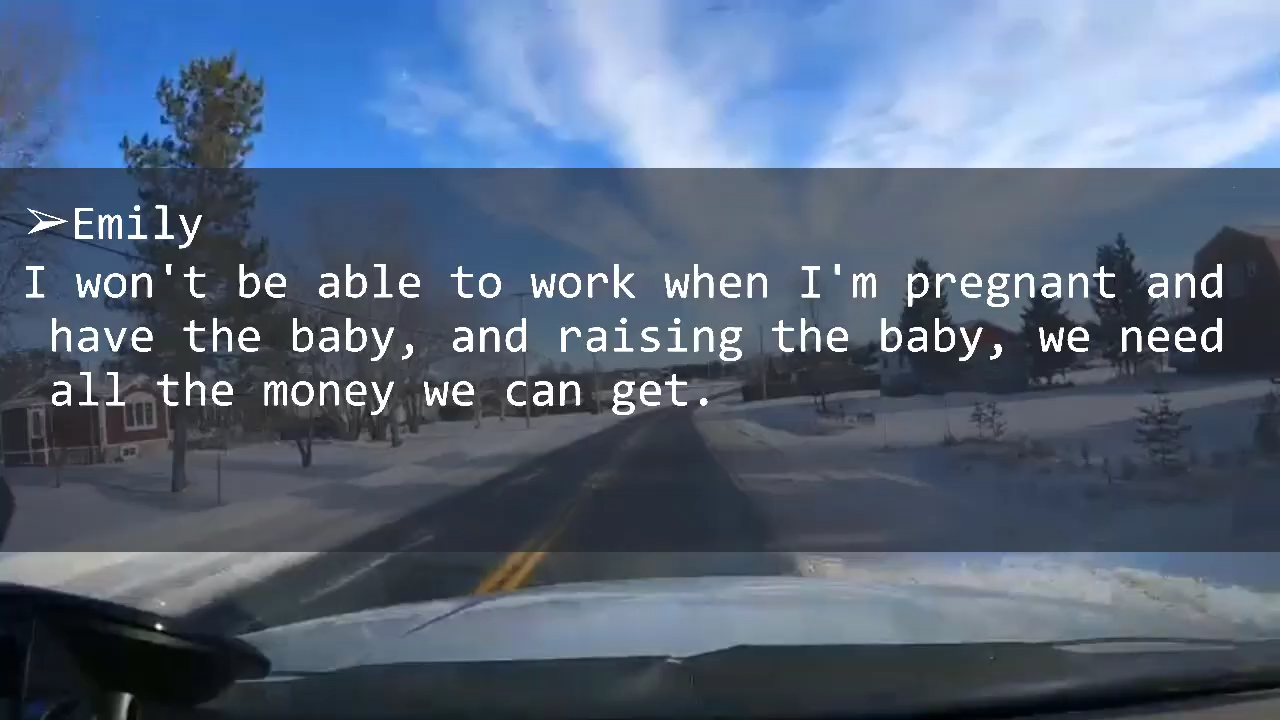 ➢Emily
I won't be able to work when I'm pregnant and
have the baby, and raising the baby, we need
all the money we can get.